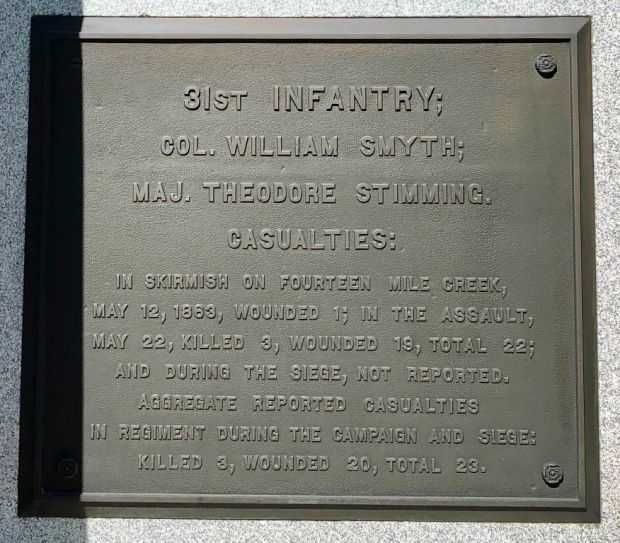 31ST INFANTRY;
COL. WILLIAM SMYTH;
MAJ. THEODORE STIMMING.
CASUALTIES:
IN SKIRMISH ON FOURTEEN MILE CREEK,
MAY 12, 1863, WOUNDED 1; IN THE ASSAULT,
MAY 22, KILLED 3, WOUNDED 19, TOTAL 22;
AND DURING THE SIEGE, NOT REPORTED.
AGGREGATE REPORTED CASUALTIES
IN REGIMENT DURING THE CAMPAIGN AND SIEGE:
KILLED 3, WOUNDED 20, TOTAL 23.